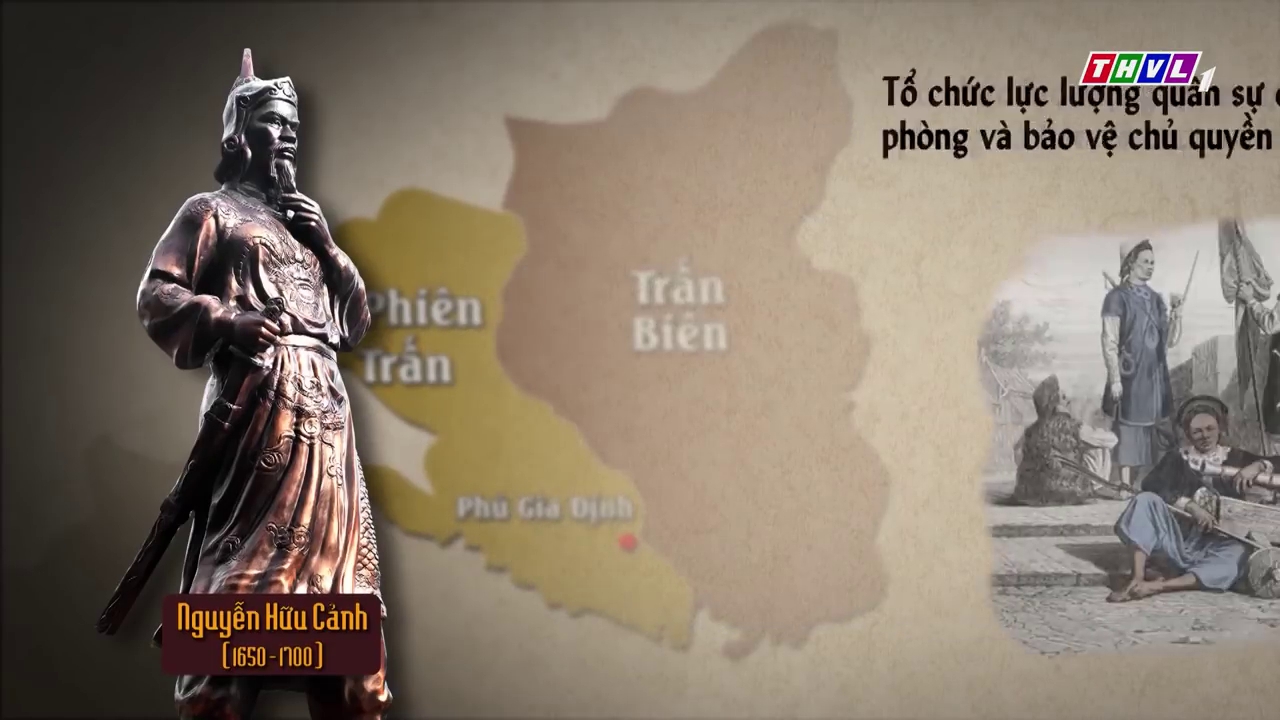 THVL1
Tổ chức lực lượng quân sự
phòng và bảo vệ chủ quyền
Phiên
Trấn
Trấn
Biên
Phủ Gia Định
Nguyễn Hữu Cảnh
(1650 - 1700)